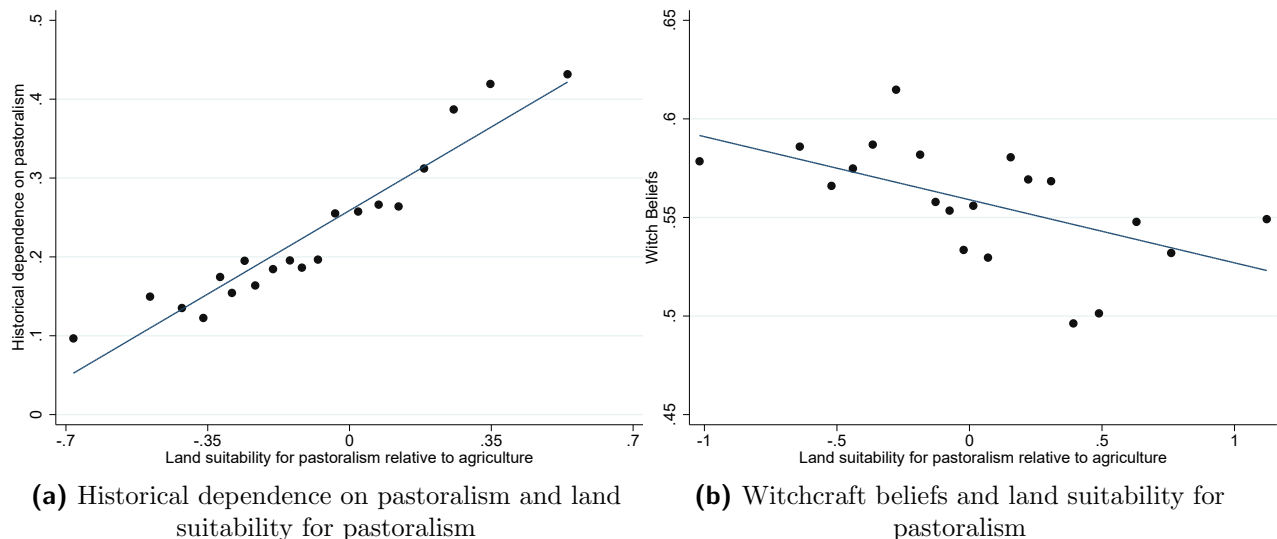 Historical dependence on pastoralism
.5
.4
.3
.2
.1
0
-.7
-.35
0
.35
.7
Land suitability for pastoralism relative to agriculture
(a) Historical dependence on pastoralism and land
suitability for pastoralism
Witch Beliefs
.65
.6
.55
.5
.45
-1
-.5
0
.5
1
Land suitability for pastoralism relative to agriculture
(b) Witchcraft beliefs and land suitability for
pastoralism